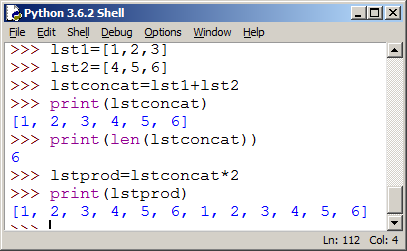 Python 3.6.2 Shell
File Edit Shell Debug Options Window Help
>>> lst1=[1,2,3]
>>> lst2=[4,5,6]
>>> lstconcat=lst1+lst2
>>> print(lstconcat)
[1, 2, 3, 4, 5, 6]
>>> print(len(lstconcat))
6
>>> lstprod=lstconcat*2
>>> print(lstprod)
[1, 2, 3, 4, 5, 6, 1, 2, 3, 4, 5, 6]
>>>
Ln: 112 Col: 4